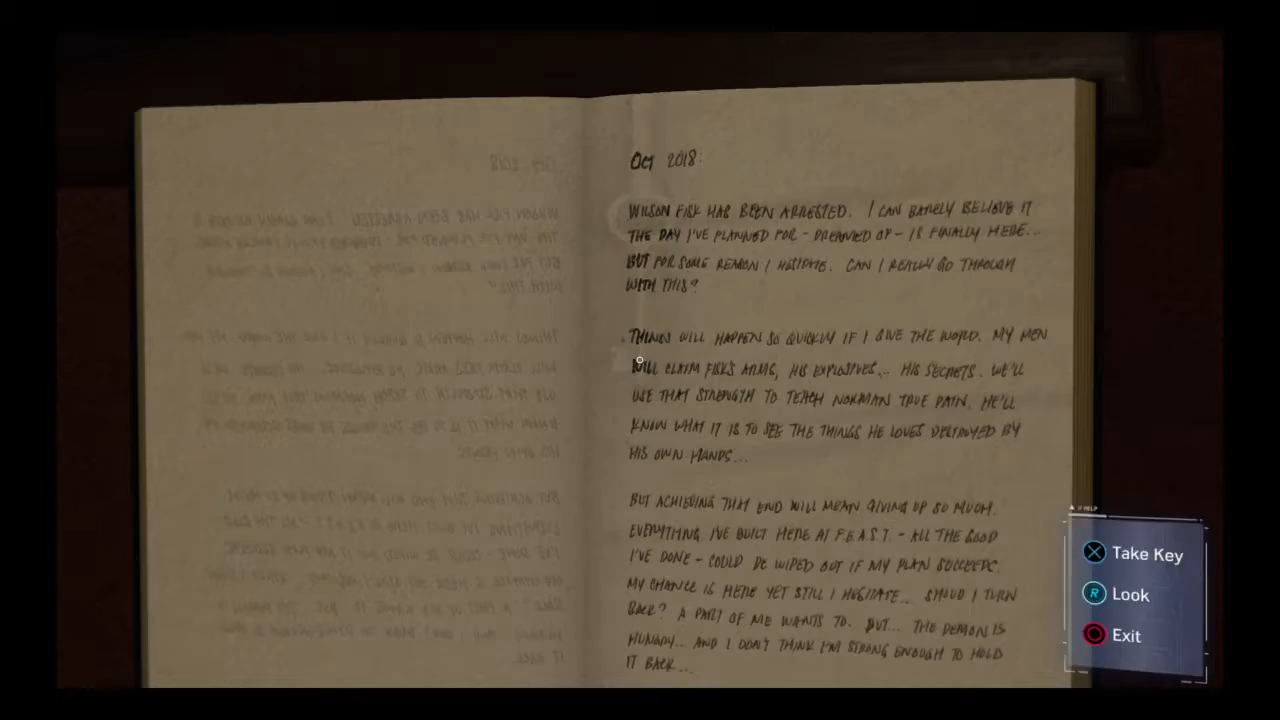 Oct 2018:
WILSON FISK HAS BEEN ARRESTED. I CAN BARELY BELIEVE IT
THE DAY I'VE PLANNED FOR - DREAMED OF - IS FINALLY HERE...
BUT FOR SOME REASON I HESITATE. CAN I REALLY GO THROUGH
WITH THIS?
THINGS WILL HAPPEN SO QUICKLY IF I GIVE THE WORD. MY MEN
WILL CLAIM FISK'S ARMS, HIS EXPLOSIVES... HIS SECRETS. WE'LL
USE THAT STRENGTH TO TEACH NORMAN TRUE PAIN. HE'LL
KNOW WHAT IT IS TO SEE THE THINGS HE LOVES DESTROYED BY
HIS OWN HANDS...
BUT ACHIEVING THAT END WILL MEAN GIVING UP SO MUCH.
EVERYTHING I'VE BUILT HERE AT F.E.A.S.T. - ALL THE GOOD
I'VE DONE - COULD BE WIPED OUT IF MY PLAN SUCCEEDS.
MY CHANCE IS HERE YET STILL I HESITATE... SHOULD I TURN
BACK? A PART OF ME WANTS TO. BUT... THE DEMON IS
HUNGRY... AND I DON'T THINK I'M STRONG ENOUGH TO HOLD
IT BACK...
HELP
Take Key
R Look
Exit